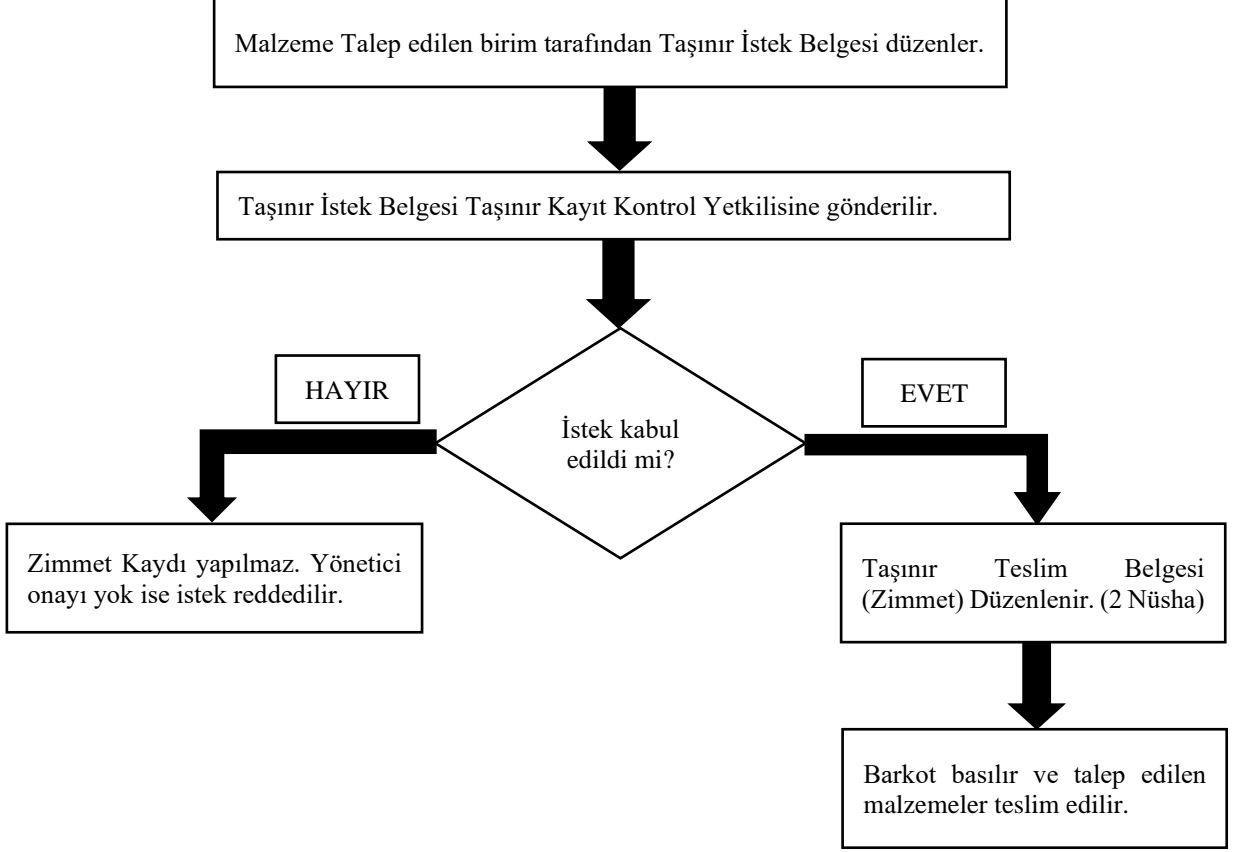 Malzeme Talep edilen birim tarafından Taşınır İstek Belgesi düzenler.
Taşınır İstek Belgesi Taşınır Kayıt Kontrol Yetkilisine gönderilir.
HAYIR
EVET
İstek kabul
edildi mi?
Zimmet Kaydı yapılmaz. Yönetici
onayı yok ise istek reddedilir.
Taşınır Teslim Belgesi
(Zimmet) Düzenlenir. (2 Nüsha)
Barkot basılır ve talep edilen
malzemeler teslim edilir.